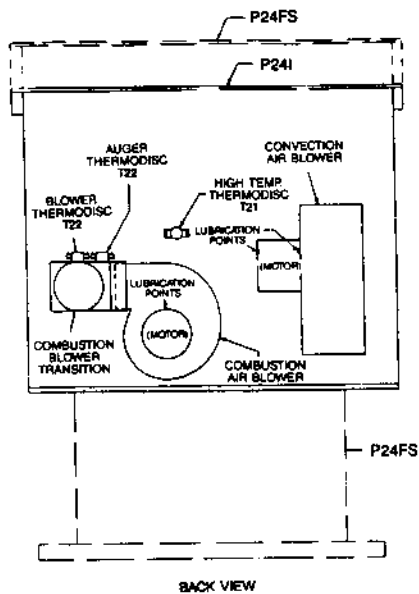 P24FS
P24I
AUGER
THERMODISC
T22
CONVECTION
AIR BLOWER
BLOWER
THERMODISC
T22
HIGH TEMP.
THERMODISC
T21
LUBRICATION
POINTS
(MOTOR)
LUBRICATION
POINTS
(MOTOR)
COMBUSTION
BLOWER
TRANSITION
COMBUSTION
AIR BLOWER
P24FS
BACK VIEW